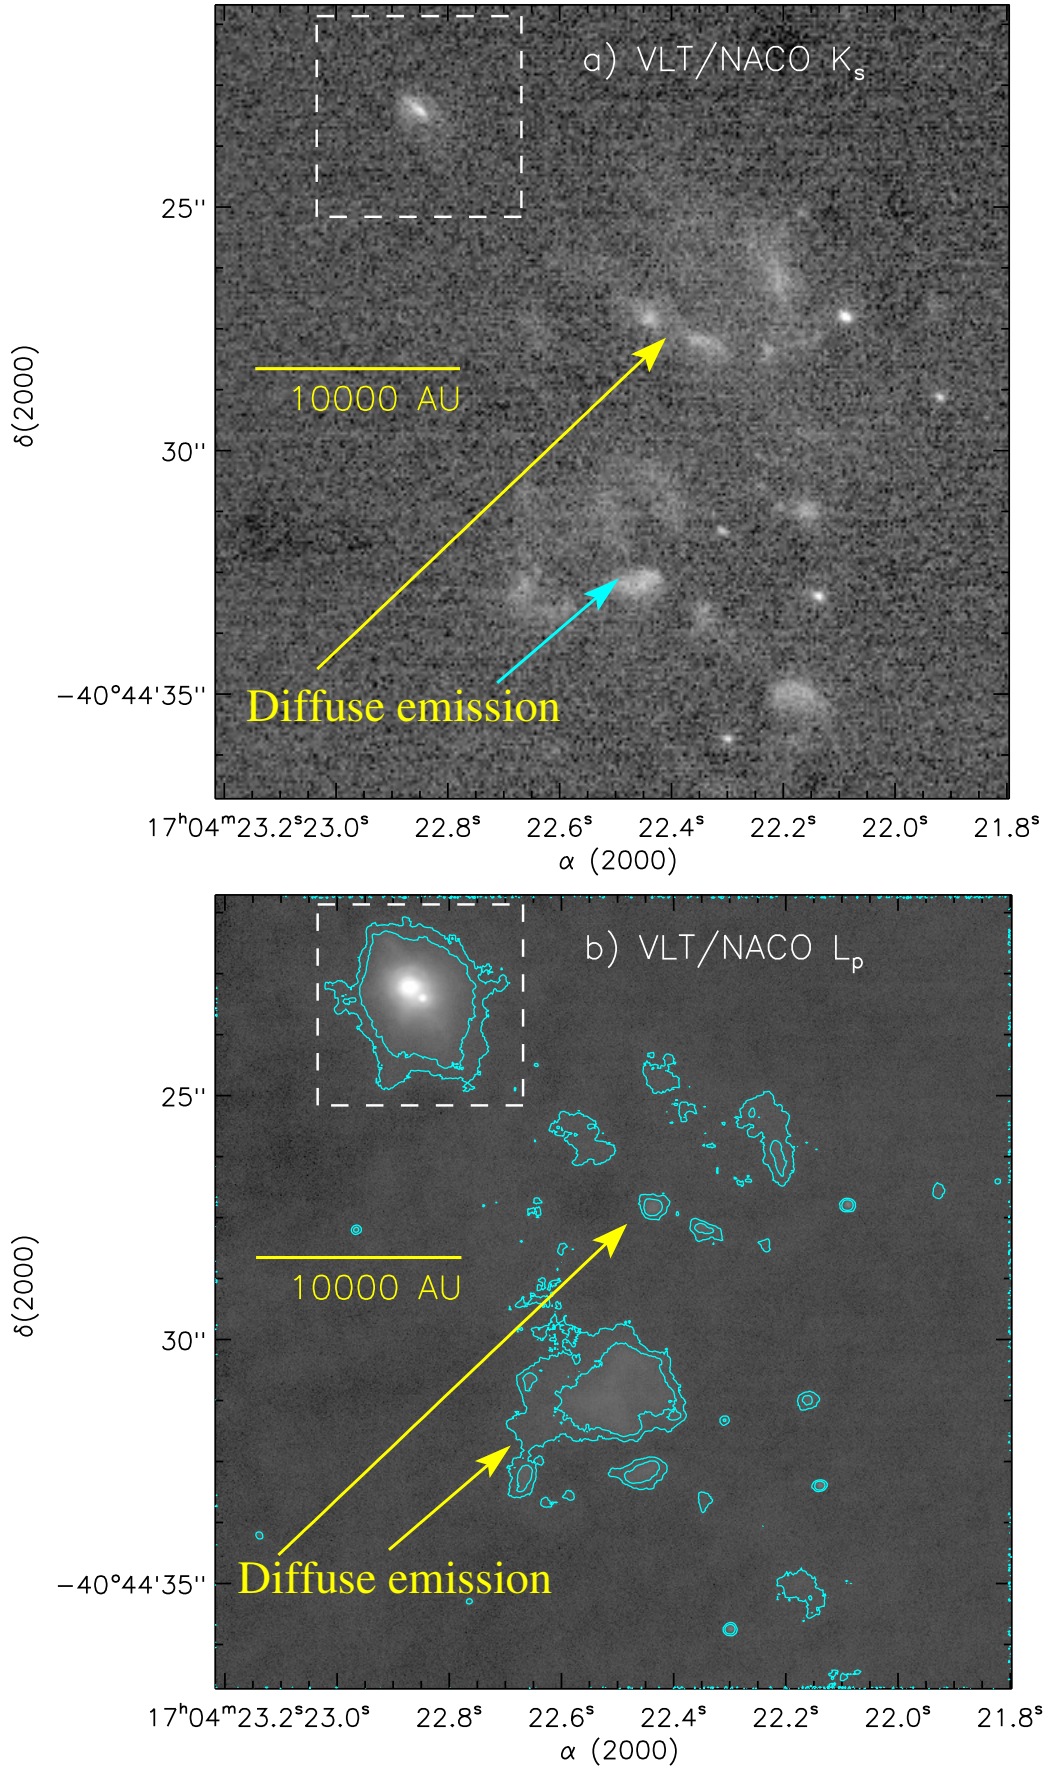 a) VLT/NACO Ks
25''
10000 AU
δ(2000)
30''
Diffuse emission
−40°44'35''
17h04m23.2s23.0s 22.8s 22.6s 22.4s 22.2s 22.0s 21.8s
α (2000)
b) VLT/NACO Lp
25''
10000 AU
δ(2000)
30''
Diffuse emission
−40°44'35''
17h04m23.2s23.0s 22.8s 22.6s 22.4s 22.2s 22.0s 21.8s
α (2000)